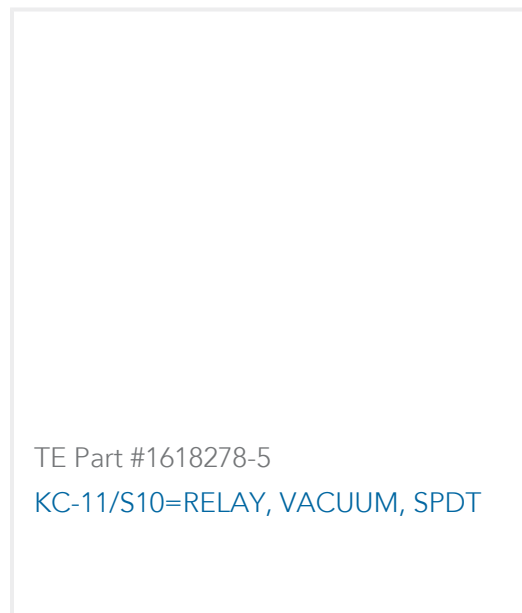 TE Part #1618278-5
KC-11/S10=RELAY, VACUUM, SPDT